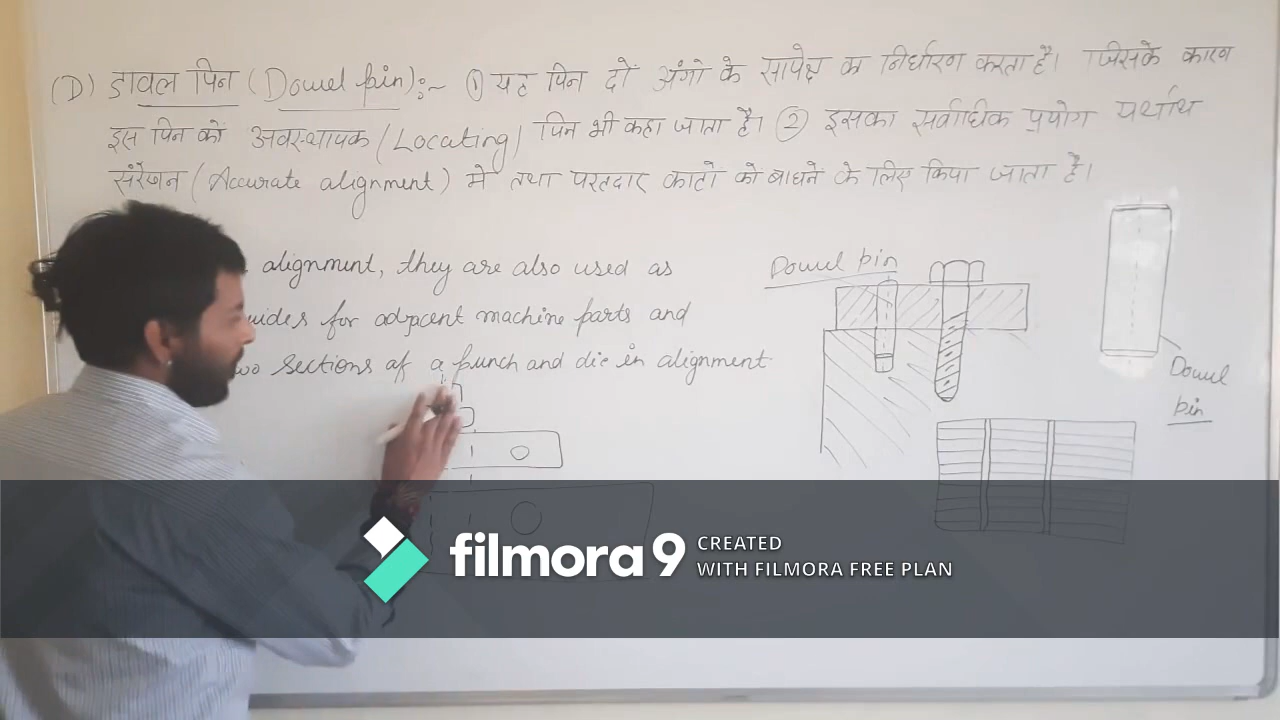 (D) डावल पिन (Dowel pin):- ① यह पिन दो अंगो के सापेक्ष का निर्धारण करता है। जिसके कारण
इस पिन को अवस्थापक (Locating) पिन भी कहा जाता है। ② इसका सर्वाधिक प्रयोग यर्थाथ
संरेखन (Accurate alignment) में तथा परतदार काटो को बाधने के लिए किया जाता है।
alignment, they are also used as
uides for adjacent machine parts and
wo sections of a punch and die in alignment
Dowel pin
Dowel
pin
filmora 9
CREATED
WITH FILMORA FREE PLAN